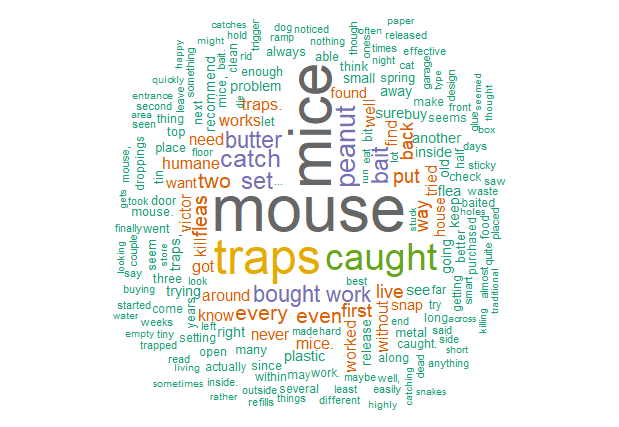 mouse
mice
traps
caught
peanut
butter
catch
set
bait
bought
work
two
every
even
first
way
fleas
put
back
live
find
humane
works
need
want
victor
kill
got
around
know
never
mice.
worked
without
snap
house
tried
well
found
traps.
surebuy
another
inside
flea
keep
old
make
seems
check
away
spring
small
think
able
always
enough
problem
recommend
next
place
top
thing
door
went
mouse.
traps,
seem
three
trying
come
years
right
setting
open
many
actually
since
plastic
within
may
work.
several
release
along
metal
caught.
said
side
long
try
see
far
going
getting
better
purchased
smart
almost
quite
food
placed
holes
baited
waste
saw
sticky
days
half
box
glue
front
seemed
thought
design
type
garage
effective
released
paper
often
ones
though
times
night
cat
bit
lot
eat
run
nothing
noticed
dog
ramp
trigger
hold
catches
might
clean
rid
die
let
mice,
bait.
something
quickly
happy
leave
entrance
second
area
seen
floor
tin
droppings
mouse,
gets
took
finally
looking
say
couple
store
buying
started
water
weeks
empty
tiny
trapped
look
left
read
living
sometimes
inside.
rather
outside
refills
things
different
least
easily
highly
maybe
well,
catching
dead
snakes
anything
short
end
hard
made
best
stuck
across
killing
traditional
...